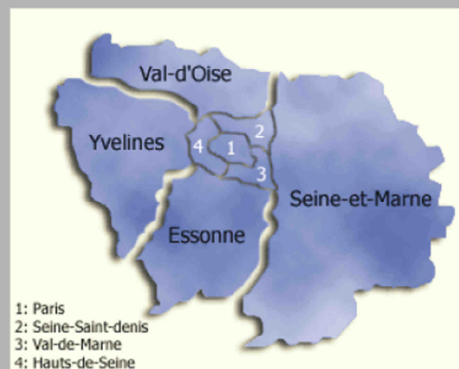 Val-d'Oise
Yvelines
2
4
1
3
Seine-et-Marne
Essonne
1: Paris
2: Seine-Saint-denis
3: Val-de-Marne
4: Hauts-de-Seine